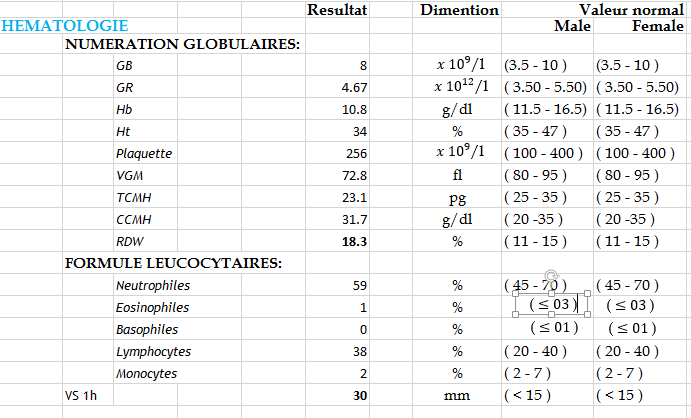 Resultat Dimention Valeur normal
HEMATOLOGIE Male Female
NUMERATION GLOBULAIRES:
GB 8 x 10⁹/l (3.5 - 10 ) (3.5 - 10 )
GR 4.67 x 10¹²/l ( 3.50 - 5.50) ( 3.50 - 5.50)
Hb 10.8 g/dl ( 11.5 - 16.5) ( 11.5 - 16.5)
Ht 34 % ( 35 - 47 ) ( 35 - 47 )
Plaquette 256 x 10⁹/l ( 100 - 400 ) ( 100 - 400 )
VGM 72.8 fl ( 80 - 95 ) ( 80 - 95 )
TCMH 23.1 pg ( 25 - 35 ) ( 25 - 35 )
CCMH 31.7 g/dl ( 20 -35 ) ( 20 -35 )
RDW 18.3 % ( 11 - 15 ) ( 11 - 15 )
FORMULE LEUCOCYTAIRES:
Neutrophiles 59 % ( 45 - 70 ) ( 45 - 70 )
Eosinophiles 1 % ( ≤ 03 ) ( ≤ 03 )
Basophiles 0 % ( ≤ 01 ) ( ≤ 01 )
Lymphocytes 38 % ( 20 - 40 ) ( 20 - 40 )
Monocytes 2 % ( 2 - 7 ) ( 2 - 7 )
VS 1h 30 mm ( < 15 ) ( < 15 )